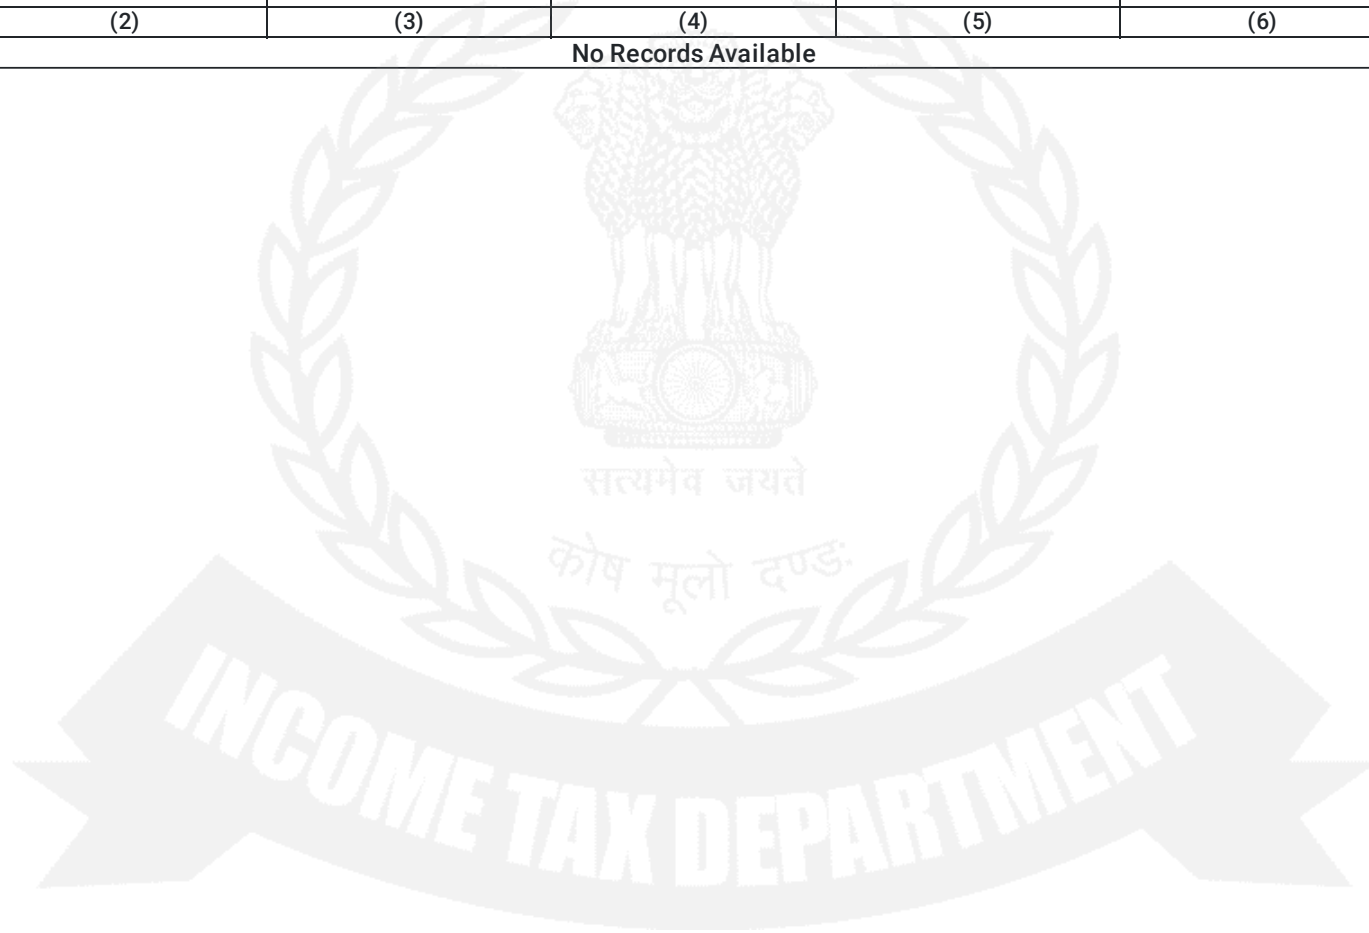 (2) (3) (4) (5) (6)
No Records Available
सत्यमेव जयते
कोष मूलो दण्डः
INCOME TAX DEPARTMENT